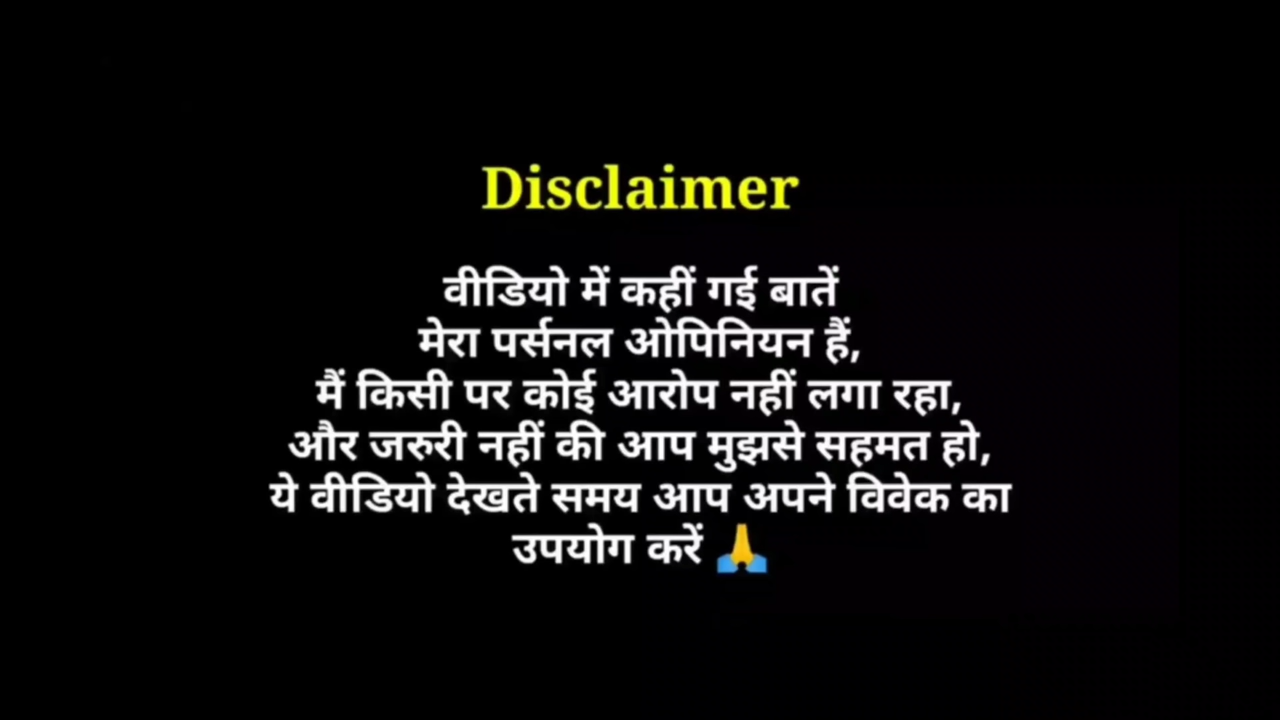 Disclaimer
वीडियो में कहीं गई बातें
मेरा पर्सनल ओपिनियन हैं,
मैं किसी पर कोई आरोप नहीं लगा रहा,
और जरुरी नहीं की आप मुझसे सहमत हो,
ये वीडियो देखते समय आप अपने विवेक का
उपयोग करें 🙏